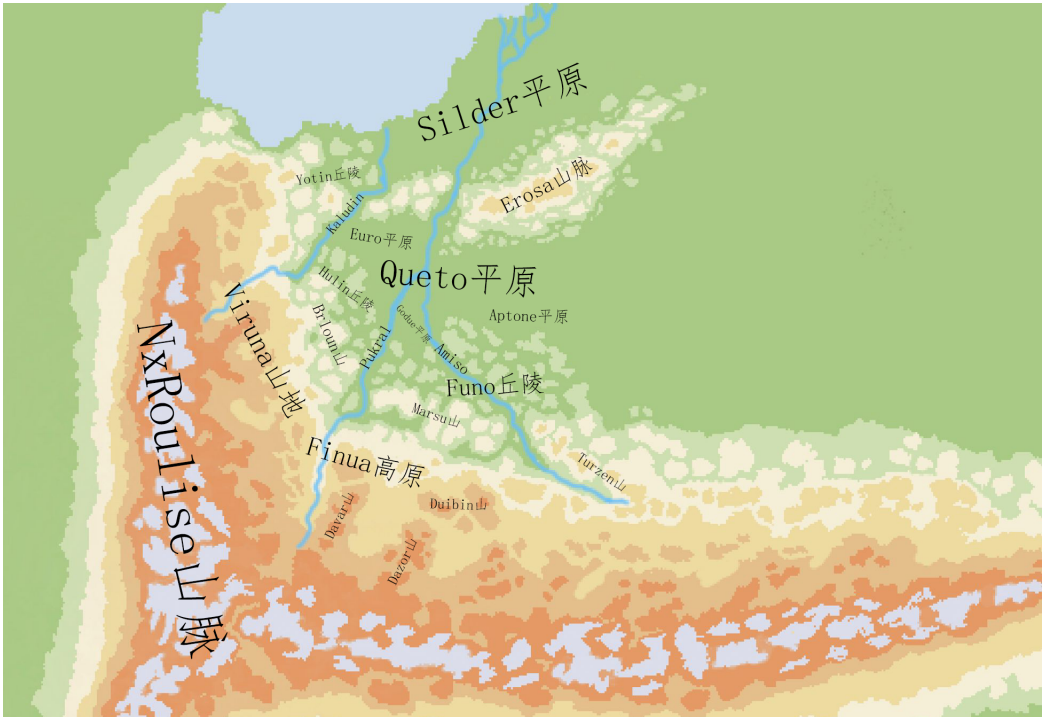 Silder平原
Yotin丘陵
Erosa山脉
Kaludin
Euro平原
Queto平原
Hulin丘陵
Viruna山地
Godue平原
Aptone平原
Brloun山
Pukral
Amiso
NxRoulise山脉
Funo丘陵
Marsu山
Finua高原
Turzen山
Davar山
Duibin山
Dazor山